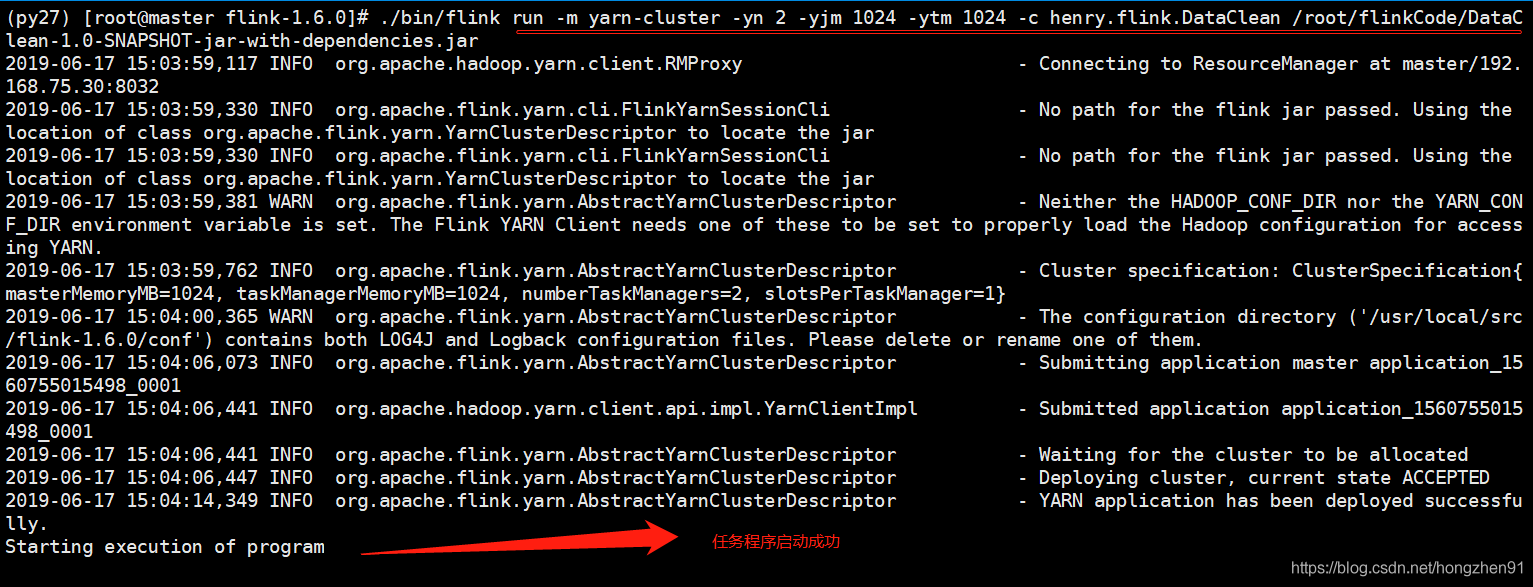 (py27) [root@master flink-1.6.0]# ./bin/flink run -m yarn-cluster -yn 2 -yjm 1024 -ytm 1024 -c henry.flink.DataClean /root/flinkCode/DataC
lean-1.0-SNAPSHOT-jar-with-dependencies.jar
2019-06-17 15:03:59,117 INFO  org.apache.hadoop.yarn.client.RMProxy                         - Connecting to ResourceManager at master/192.
168.75.30:8032
2019-06-17 15:03:59,330 INFO  org.apache.flink.yarn.cli.FlinkYarnSessionCli                 - No path for the flink jar passed. Using the
location of class org.apache.flink.yarn.YarnClusterDescriptor to locate the jar
2019-06-17 15:03:59,330 INFO  org.apache.flink.yarn.cli.FlinkYarnSessionCli                 - No path for the flink jar passed. Using the
location of class org.apache.flink.yarn.YarnClusterDescriptor to locate the jar
2019-06-17 15:03:59,381 WARN  org.apache.flink.yarn.AbstractYarnClusterDescriptor           - Neither the HADOOP_CONF_DIR nor the YARN_CON
F_DIR environment variable is set. The Flink YARN Client needs one of these to be set to properly load the Hadoop configuration for access
ing YARN.
2019-06-17 15:03:59,762 INFO  org.apache.flink.yarn.AbstractYarnClusterDescriptor           - Cluster specification: ClusterSpecification{
masterMemoryMB=1024, taskManagerMemoryMB=1024, numberTaskManagers=2, slotsPerTaskManager=1}
2019-06-17 15:04:00,365 WARN  org.apache.flink.yarn.AbstractYarnClusterDescriptor           - The configuration directory ('/usr/local/src
/flink-1.6.0/conf') contains both LOG4J and Logback configuration files. Please delete or rename one of them.
2019-06-17 15:04:06,073 INFO  org.apache.flink.yarn.AbstractYarnClusterDescriptor           - Submitting application master application_15
60755015498_0001
2019-06-17 15:04:06,441 INFO  org.apache.hadoop.yarn.client.api.impl.YarnClientImpl         - Submitted application application_1560755015
498_0001
2019-06-17 15:04:06,441 INFO  org.apache.flink.yarn.AbstractYarnClusterDescriptor           - Waiting for the cluster to be allocated
2019-06-17 15:04:06,447 INFO  org.apache.flink.yarn.AbstractYarnClusterDescriptor           - Deploying cluster, current state ACCEPTED
2019-06-17 15:04:14,349 INFO  org.apache.flink.yarn.AbstractYarnClusterDescriptor           - YARN application has been deployed successfu
lly.
Starting execution of program
任务程序启动成功
https://blog.csdn.net/hongzhen91